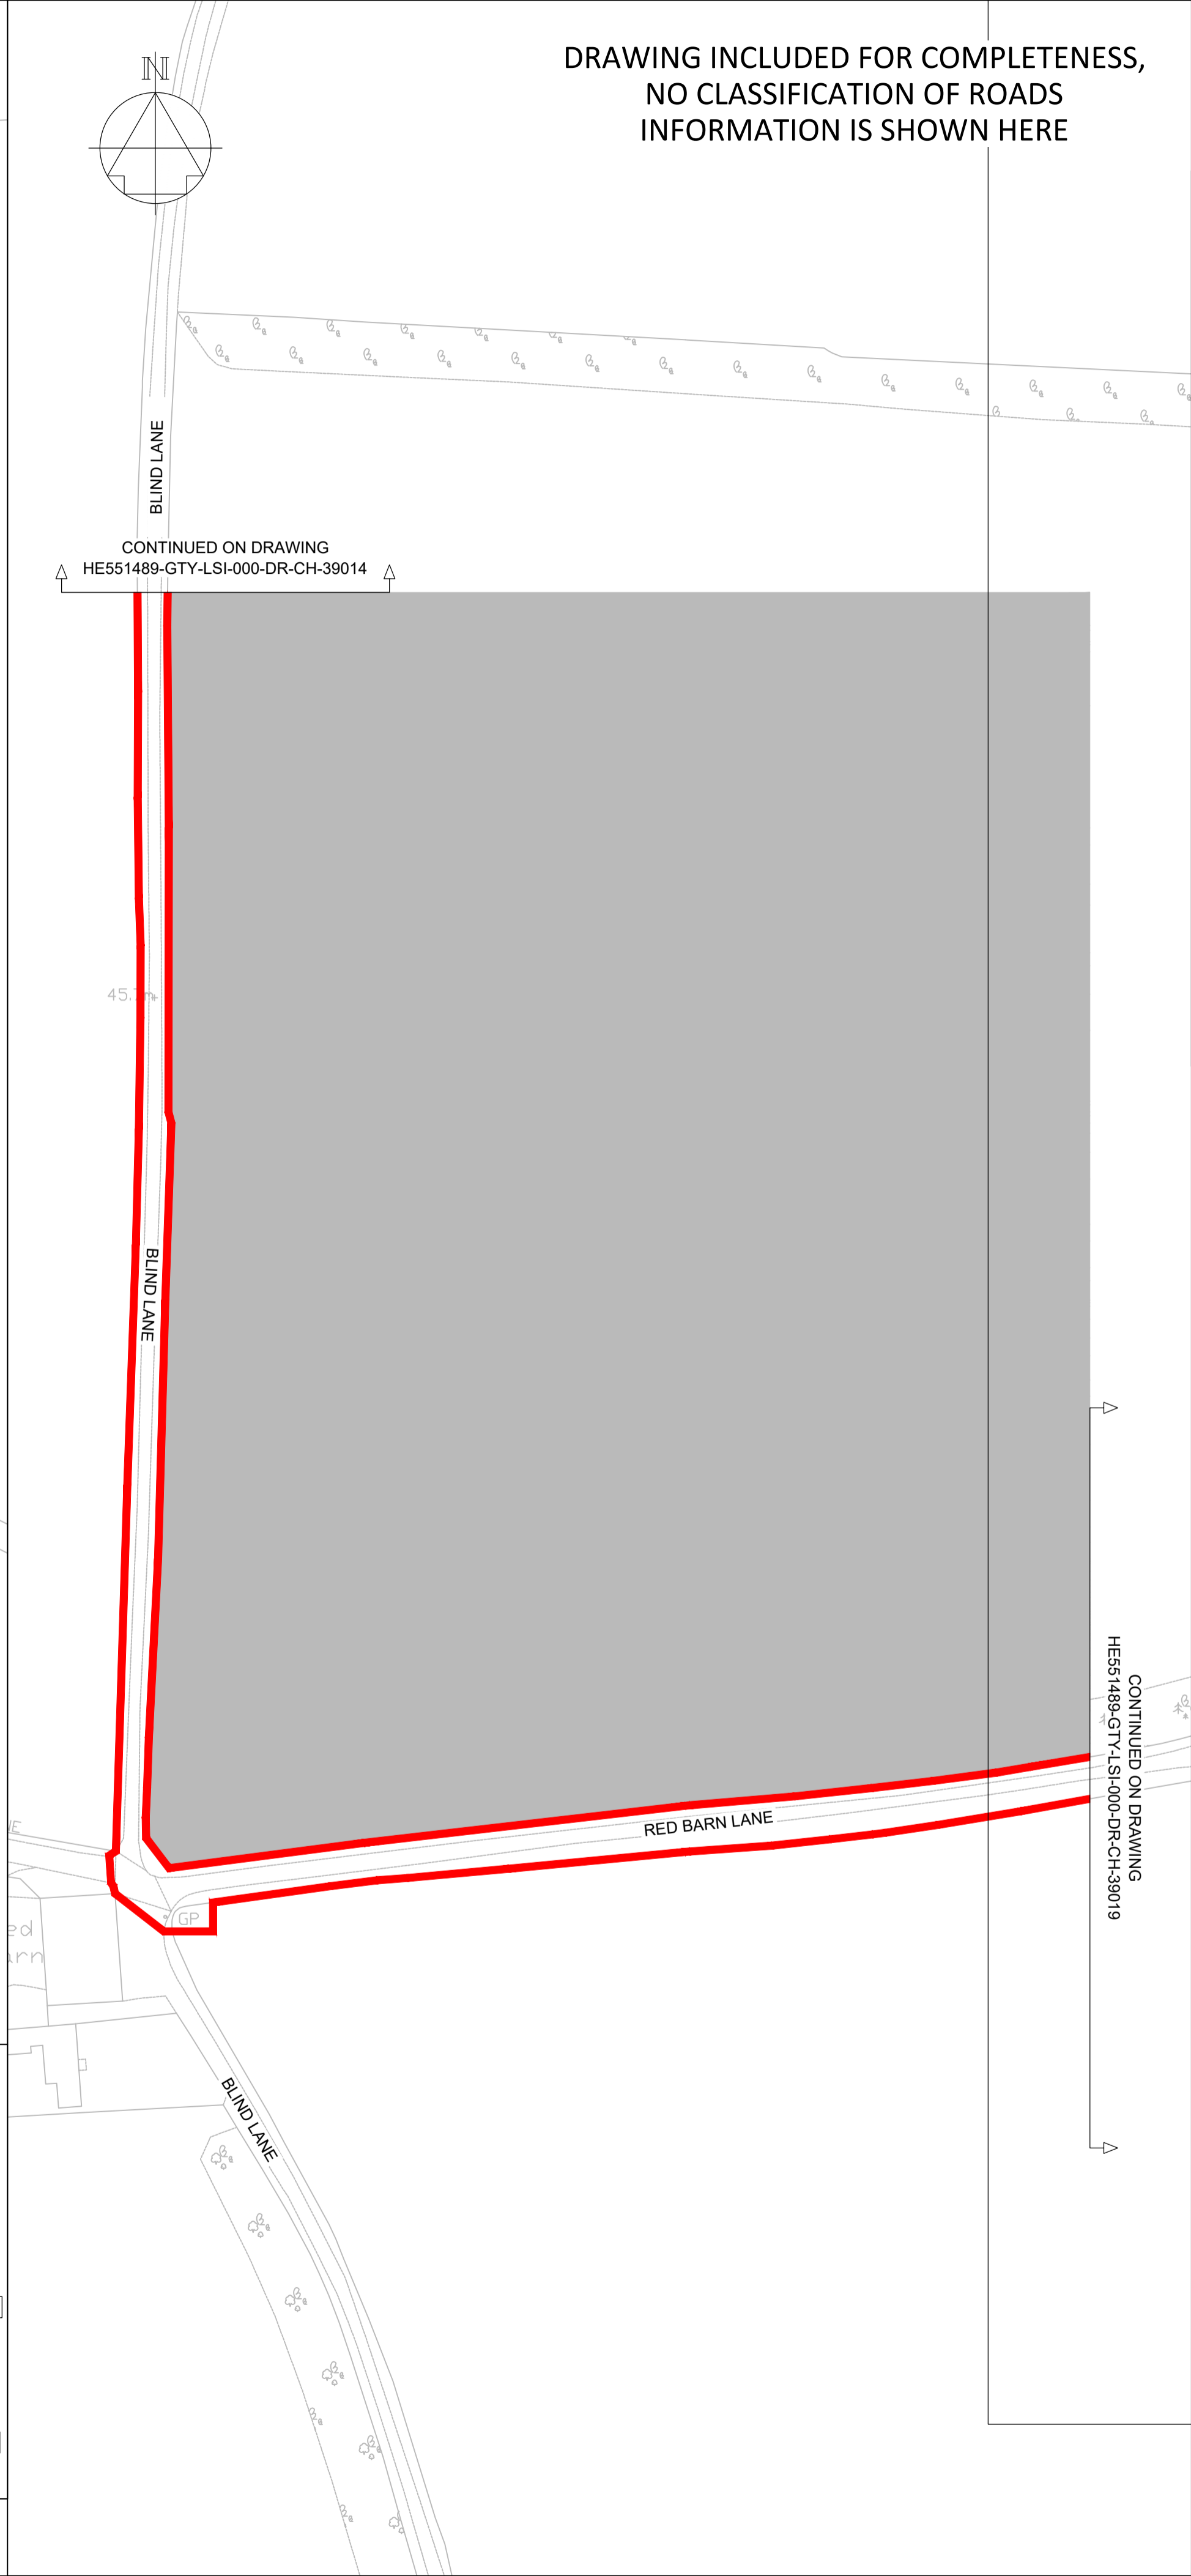 N
DRAWING INCLUDED FOR COMPLETENESS,
NO CLASSIFICATION OF ROADS
INFORMATION IS SHOWN HERE
BLIND LANE
CONTINUED ON DRAWING
HE551489-GTY-LSI-000-DR-CH-39014
BLIND LANE
CONTINUED ON DRAWING
HE551489-GTY-LSI-000-DR-CH-39019
RED BARN LANE
GP
BLIND LANE